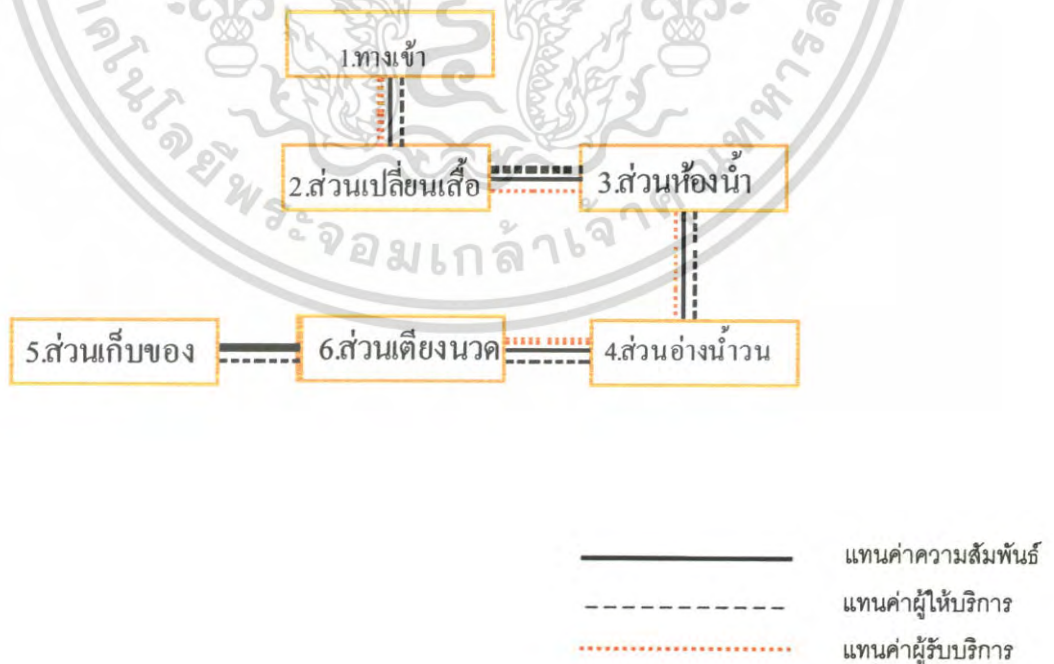 1.ทางเข้า
2.ส่วนเปลี่ยนเสื้อ
3.ส่วนห้องน้ำ
5.ส่วนเก็บของ
6.ส่วนเตียงนวด
4.ส่วนอ่างน้ำวน
แทนค่าความสัมพันธ์
แทนค่าผู้ให้บริการ
แทนค่าผู้รับบริการ